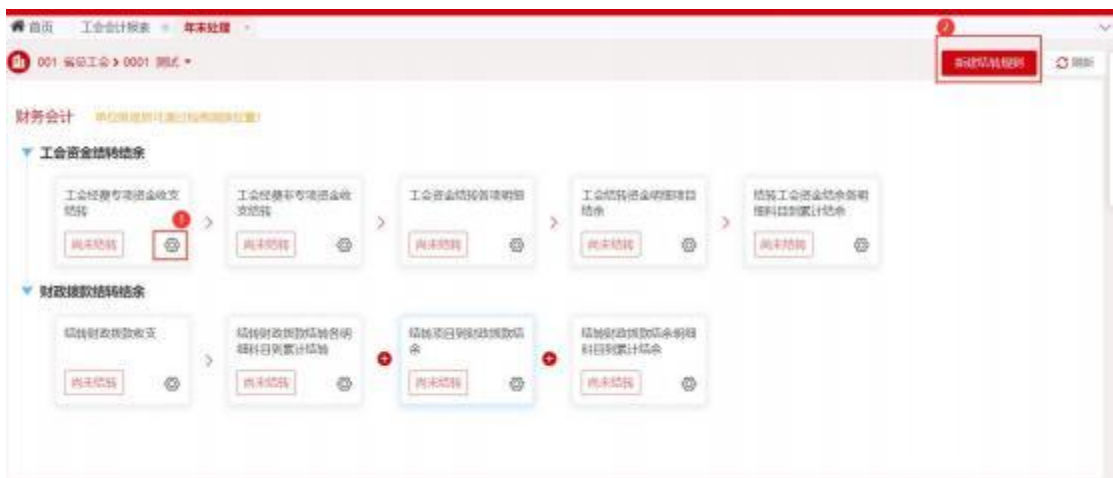 首页 工会会计报表 × 年末处理 ×
001 省总工会 > 0001 测试
新建结转规则 刷新
财务会计
工会资金结转结余
工会经费专项资金收支
结转
尚未结转
工会经费非专项资金收
支结转
尚未结转
工会资金结转各项明细
尚未结转
工会结转资金明细项目
结余
尚未结转
结转工会资金结余各明
细科目到累计结余
尚未结转
财政拨款结转结余
结转财政拨款收支
尚未结转
结转财政拨款结转各明
细科目到累计结转
尚未结转
结转项目到财政拨款结
余
尚未结转
结转财政拨款结余明细
科目到累计结余
尚未结转